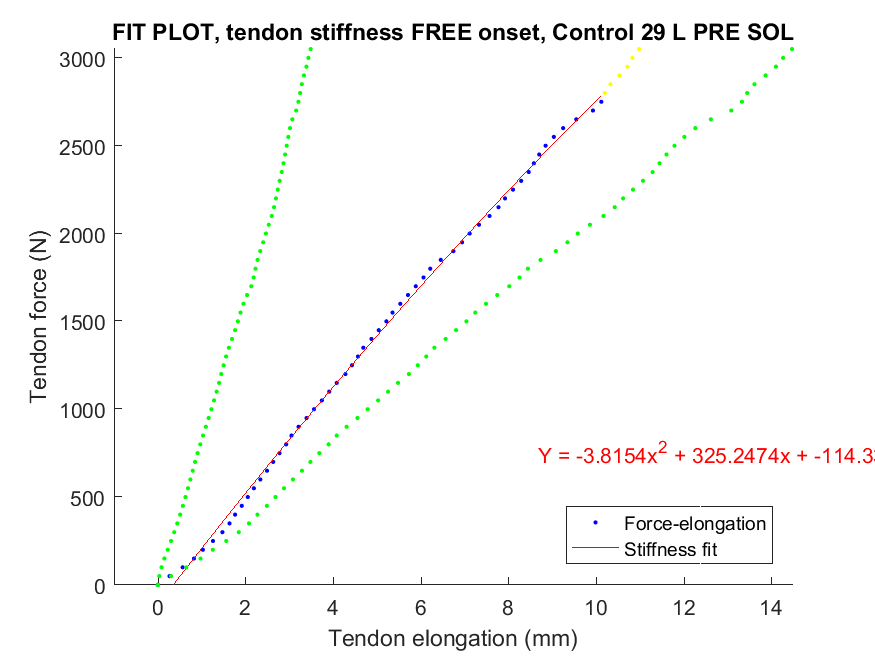 FIT PLOT, tendon stiffness FREE onset, Control 29 L PRE SOL
3000
2500
2000
1500
1000
500
0
Tendon force (N)
Y = -3.8154x² + 325.2474x + -114.3
Force-elongation
Stiffness fit
0 2 4 6 8 10 12 14
Tendon elongation (mm)